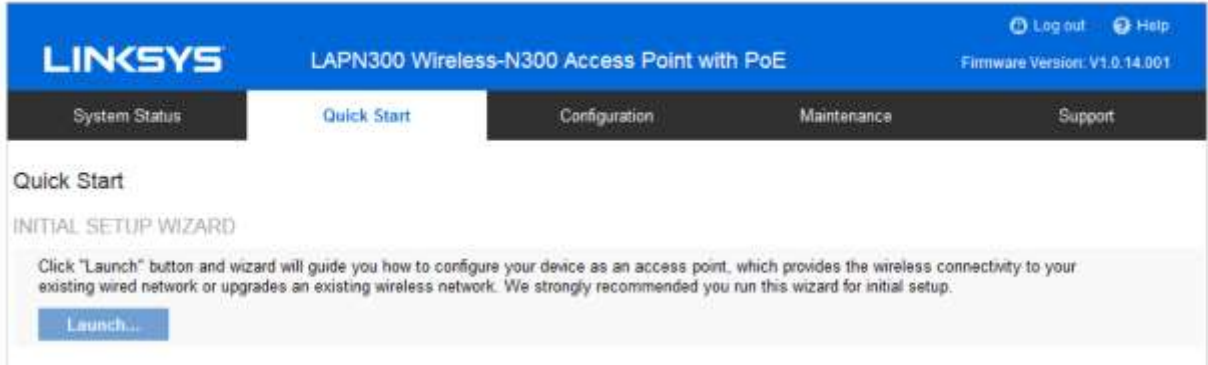 Log out Help
LINKSYS LAPN300 Wireless-N300 Access Point with PoE Firmware Version: V1.0.14.001
System Status Quick Start Configuration Maintenance Support
Quick Start
INITIAL SETUP WIZARD
Click "Launch" button and wizard will guide you how to configure your device as an access point, which provides the wireless connectivity to your
existing wired network or upgrades an existing wireless network. We strongly recommended you run this wizard for initial setup.
Launch...